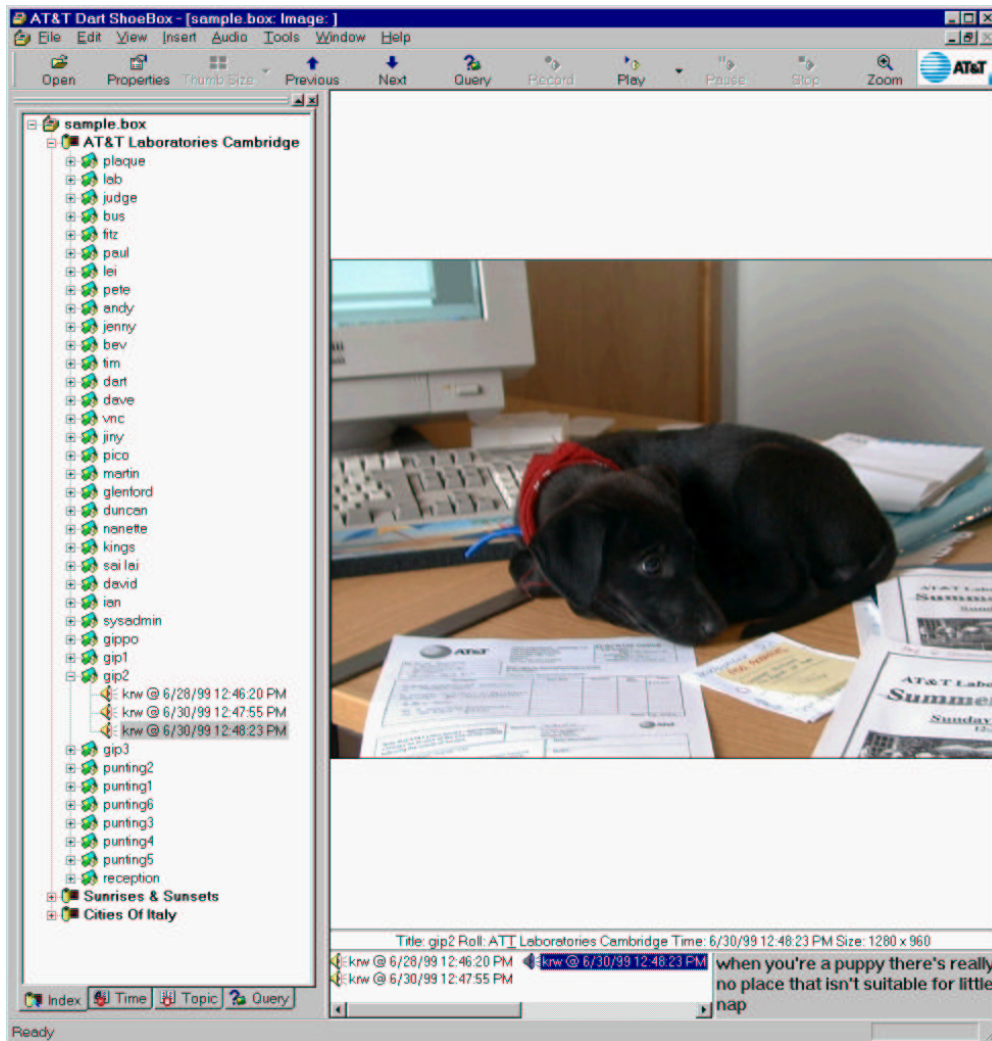 AT&T Dart ShoeBox - [sample.box: Image: ]
File Edit View Insert Audio Tools Window Help
Open Properties Thumb Size Previous Next Query Record Play Pause Stop Zoom AT&T
sample.box
AT&T Laboratories Cambridge
plaque
lab
judge
bus
fitz
paul
lei
pete
andy
jenny
bev
tim
dart
dave
vnc
jiny
pico
martin
glenford
duncan
nanette
kings
sai lai
david
ian
sysadmin
gippo
gip1
gip2
krw @ 6/28/99 12:46:20 PM
krw @ 6/30/99 12:47:55 PM
krw @ 6/30/99 12:48:23 PM
gip3
punting2
punting1
punting6
punting3
punting4
punting5
reception
Sunrises & Sunsets
Cities Of Italy
Index Time Topic Query
AT&T
AT&T
AT&T Lab
Summe
Sunday
Title: gip2 Roll: ATT Laboratories Cambridge Time: 6/30/99 12:48:23 PM Size: 1280 x 960
krw @ 6/28/99 12:46:20 PM krw @ 6/30/99 12:48:23 PM
krw @ 6/30/99 12:47:55 PM
when you're a puppy there's really
no place that isn't suitable for little
nap
Ready